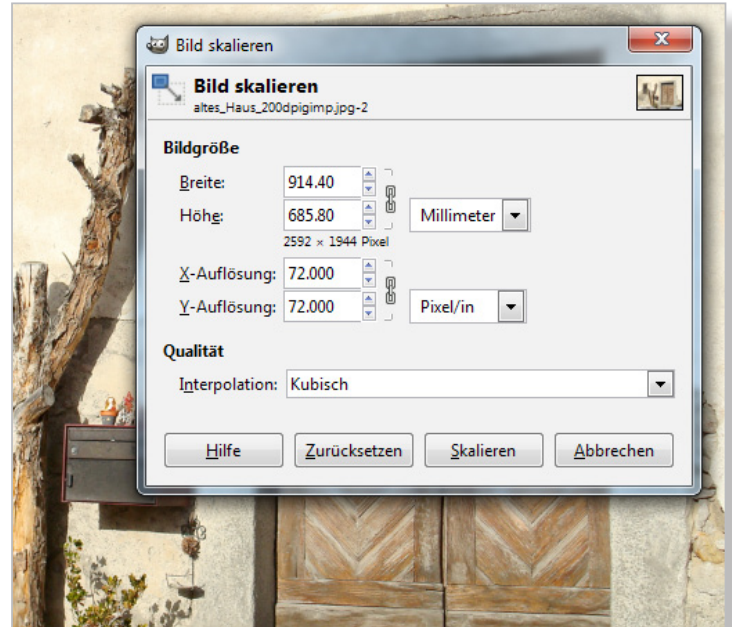 Bild skalieren
Bild skalieren
altes_Haus_200dpigimp.jpg-2
Bildgröße
Breite: 914.40
Höhe: 685.80 Millimeter
2592 × 1944 Pixel
X-Auflösung: 72.000
Y-Auflösung: 72.000 Pixel/in
Qualität
Interpolation: Kubisch
Hilfe Zurücksetzen Skalieren Abbrechen